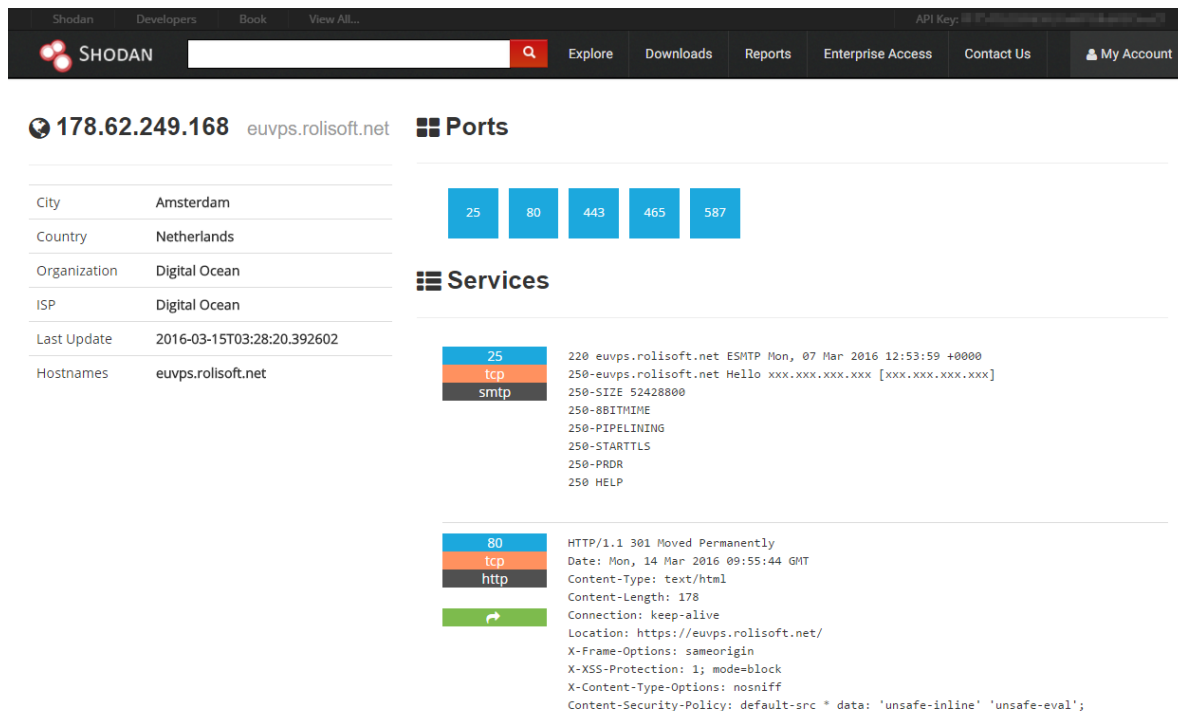 Shodan Developers Book View All... API Key:
SHODAN Explore Downloads Reports Enterprise Access Contact Us My Account
178.62.249.168 euvps.rolisoft.net
City Amsterdam
Country Netherlands
Organization Digital Ocean
ISP Digital Ocean
Last Update 2016-03-15T03:28:20.392602
Hostnames euvps.rolisoft.net
Ports
25 80 443 465 587
Services
25
tcp
smtp
220 euvps.rolisoft.net ESMTP Mon, 07 Mar 2016 12:53:59 +0000
250-euvps.rolisoft.net Hello xxx.xxx.xxx.xxx [xxx.xxx.xxx.xxx]
250-SIZE 52428800
250-8BITMIME
250-PIPELINING
250-STARTTLS
250-PRDR
250 HELP
80
tcp
http
HTTP/1.1 301 Moved Permanently
Date: Mon, 14 Mar 2016 09:55:44 GMT
Content-Type: text/html
Content-Length: 178
Connection: keep-alive
Location: https://euvps.rolisoft.net/
X-Frame-Options: sameorigin
X-XSS-Protection: 1; mode=block
X-Content-Type-Options: nosniff
Content-Security-Policy: default-src * data: 'unsafe-inline' 'unsafe-eval';